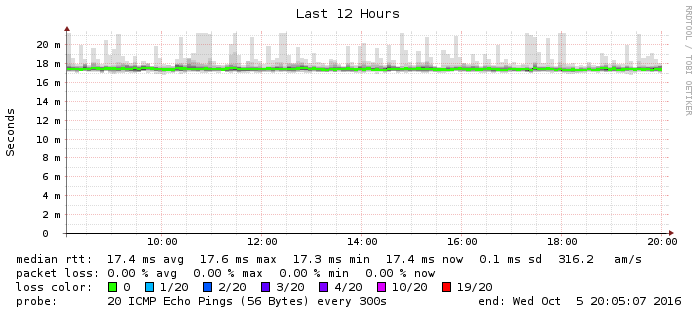 Last 12 Hours
RRDTOOL / TOBI OETIKER
Seconds
20 m
18 m
16 m
14 m
12 m
10 m
8 m
6 m
4 m
2 m
0
10:00 12:00 14:00 16:00 18:00 20:00
median rtt: 17.4 ms avg 17.6 ms max 17.3 ms min 17.4 ms now 0.1 ms sd 316.2 am/s
packet loss: 0.00 % avg 0.00 % max 0.00 % min 0.00 % now
loss color: 0 1/20 2/20 3/20 4/20 10/20 19/20
probe: 20 ICMP Echo Pings (56 Bytes) every 300s end: Wed Oct 5 20:05:07 2016